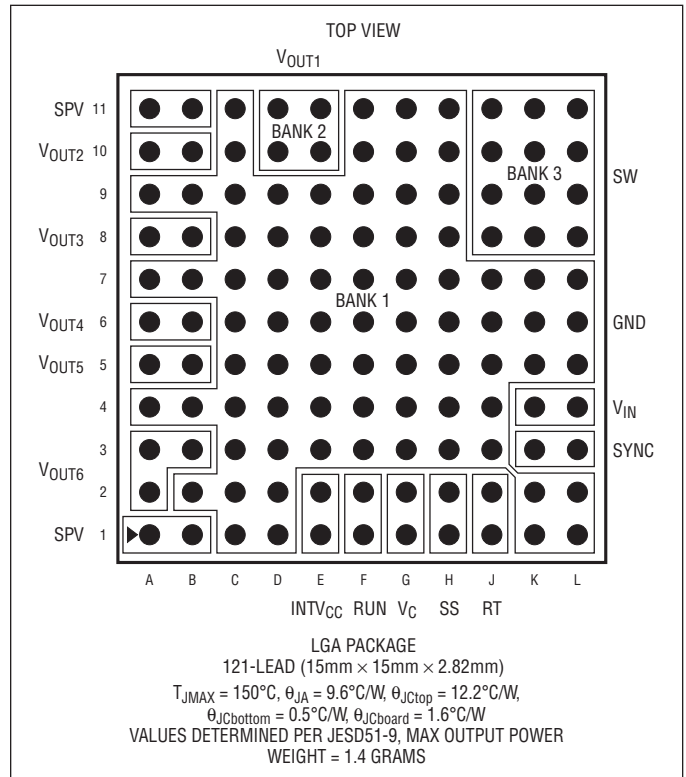 TOP VIEW
VOUT1
SPV 11
BANK 2
VOUT2 10
BANK 3
9
SW
VOUT3 8
7
BANK 1
VOUT4 6
GND
VOUT5 5
4
VIN
3
SYNC
VOUT6
2
SPV 1
A B C D E F G H J K L
INTVCC RUN VC SS RT
LGA PACKAGE
121-LEAD (15mm × 15mm × 2.82mm)
TJMAX = 150°C, θJA = 9.6°C/W, θJCtop = 12.2°C/W,
θJCbottom = 0.5°C/W, θJCboard = 1.6°C/W
VALUES DETERMINED PER JESD51-9, MAX OUTPUT POWER
WEIGHT = 1.4 GRAMS